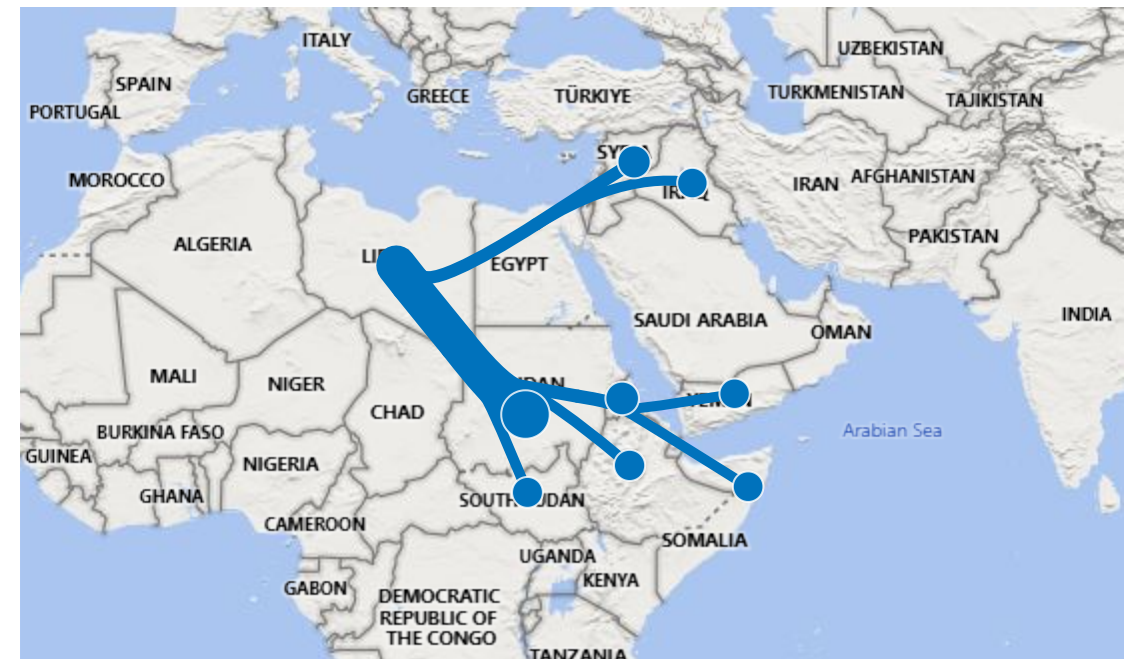 ITALY
UZBEKISTAN
SPAIN
GREECE
TÜRKIYE
TURKMENISTAN
TAJIKISTAN
PORTUGAL
MOROCCO
IRAN
AFGHANISTAN
PAKISTAN
ALGERIA
EGYPT
SAUDI ARABIA
OMAN
INDIA
MALI
NIGER
CHAD
BURKINA FASO
Arabian Sea
GUINEA
NIGERIA
GHANA
CAMEROON
SOMALIA
UGANDA
KENYA
GABON
DEMOCRATIC
REPUBLIC OF
THE CONGO
TANZANIA